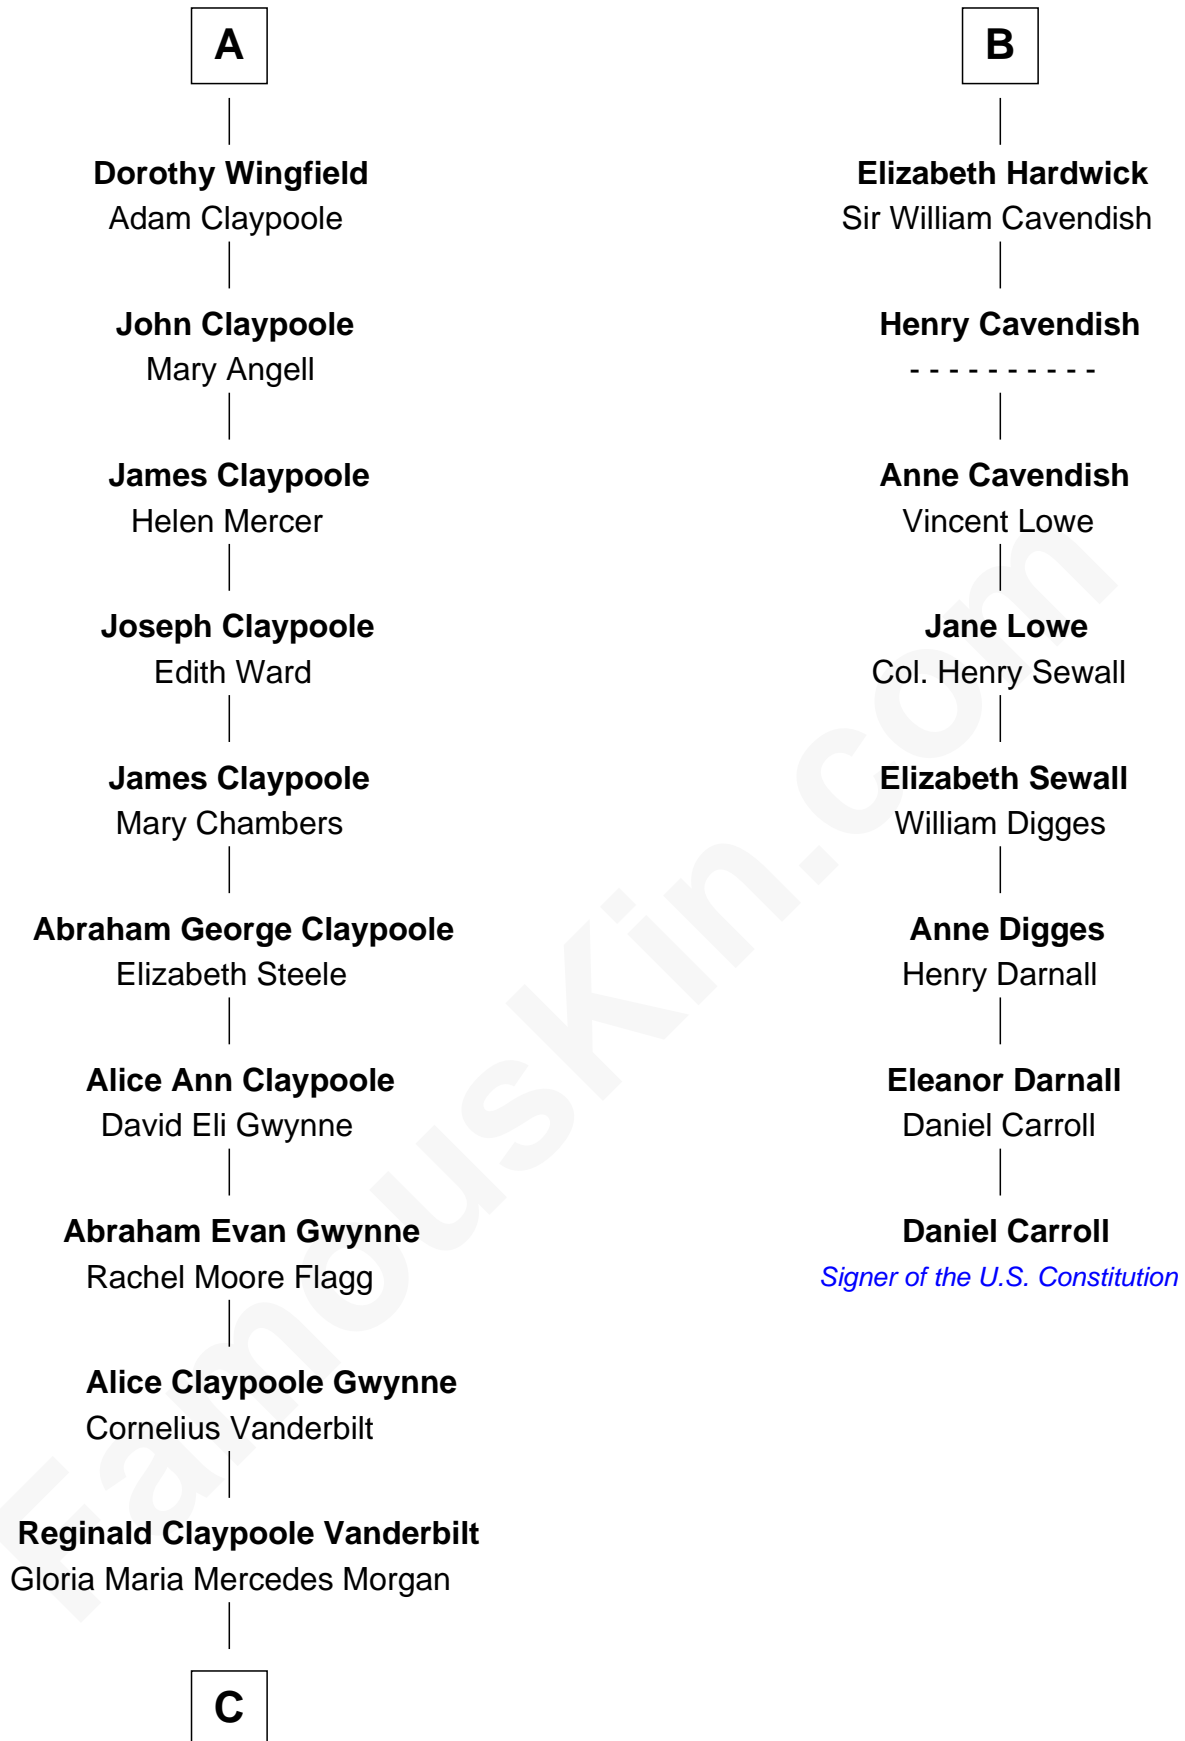 A
Dorothy Wingfield
Adam Claypoole
John Claypoole
Mary Angell
James Claypoole
Helen Mercer
Joseph Claypoole
Edith Ward
James Claypoole
Mary Chambers
Abraham George Claypoole
Elizabeth Steele
Alice Ann Claypoole
David Eli Gwynne
Abraham Evan Gwynne
Rachel Moore Flagg
Alice Claypoole Gwynne
Cornelius Vanderbilt
Reginald Claypoole Vanderbilt
Gloria Maria Mercedes Morgan
C
B
Elizabeth Hardwick
Sir William Cavendish
Henry Cavendish
- - - - - - - - - -
Anne Cavendish
Vincent Lowe
Jane Lowe
Col. Henry Sewall
Elizabeth Sewall
William Digges
Anne Digges
Henry Darnall
Eleanor Darnall
Daniel Carroll
Daniel Carroll
Signer of the U.S. Constitution
FamousKin.com